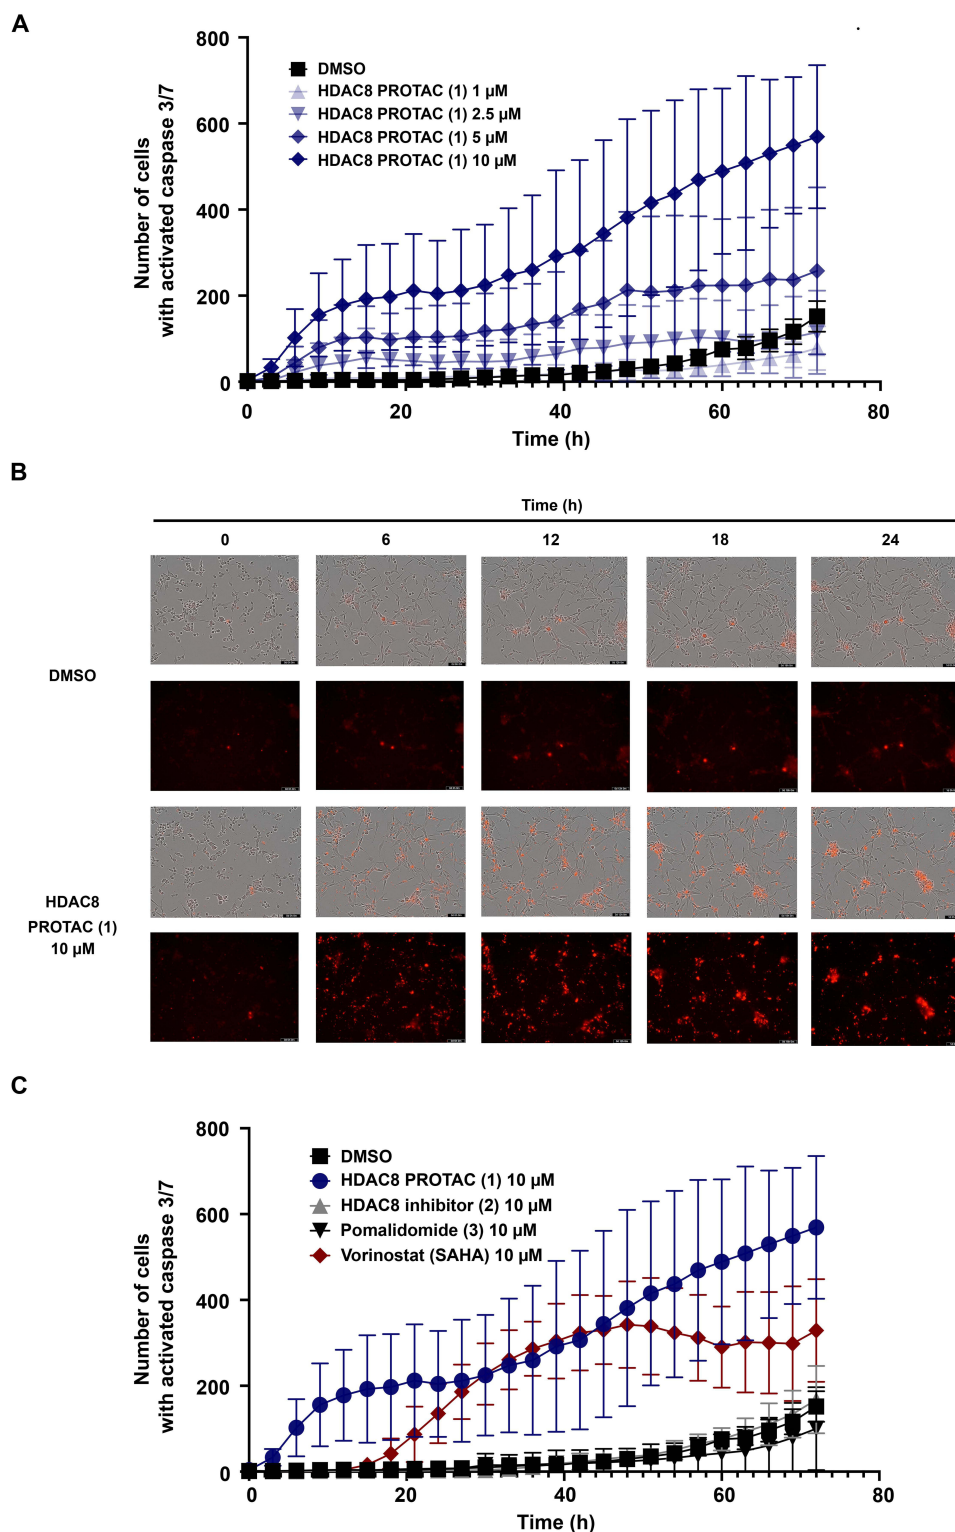 A
Number of cells
with activated caspase 3/7
800
600
400
200
0
DMSO
HDAC8 PROTAC (1) 1 µM
HDAC8 PROTAC (1) 2.5 µM
HDAC8 PROTAC (1) 5 µM
HDAC8 PROTAC (1) 10 µM
0 20 40 60 80
Time (h)
B
Time (h)
0 6 12 18 24
DMSO
HDAC8
PROTAC (1)
10 µM
C
Number of cells
with activated caspase 3/7
800
600
400
200
0
DMSO
HDAC8 PROTAC (1) 10 µM
HDAC8 inhibitor (2) 10 µM
Pomalidomide (3) 10 µM
Vorinostat (SAHA) 10 µM
0 20 40 60 80
Time (h)